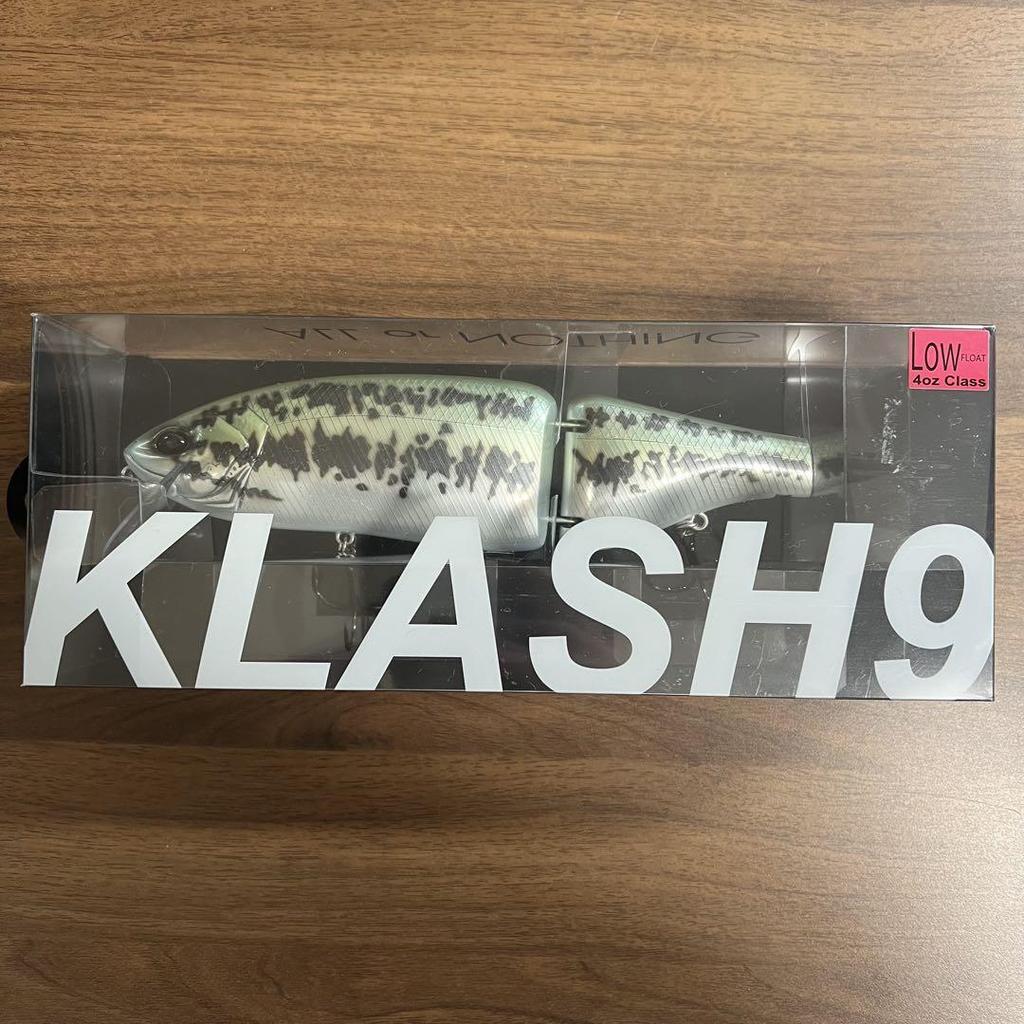 ALL or NOTHING
LOW FLOAT
4oz Class
KLASH9